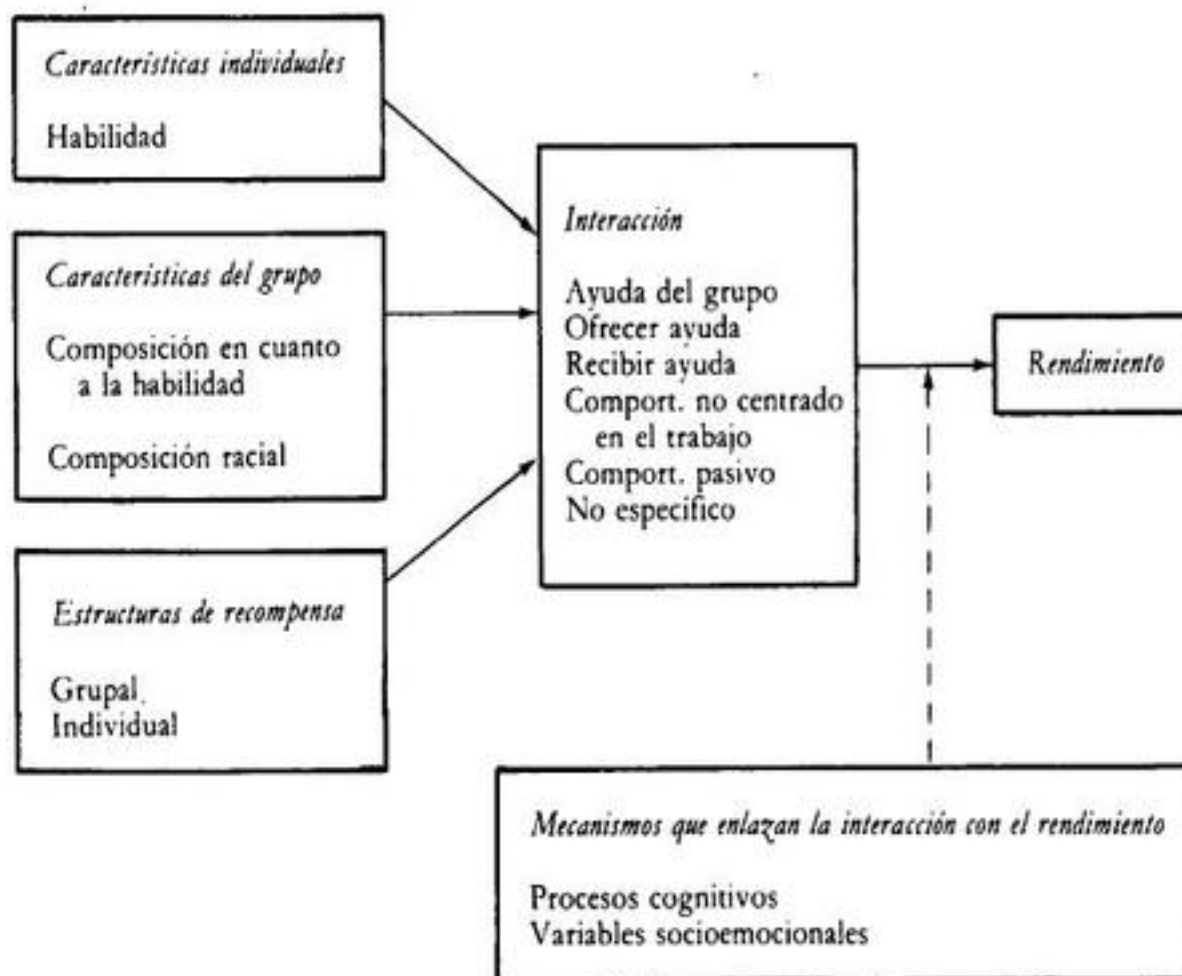 Características individuales
Habilidad
Características del grupo
Composición en cuanto
a la habilidad
Composición racial
Estructuras de recompensa
Grupal
Individual
Interacción
Ayuda del grupo
Ofrecer ayuda
Recibir ayuda
Comport. no centrado
en el trabajo
Comport. pasivo
No específico
Rendimiento
Mecanismos que enlazan la interacción con el rendimiento
Procesos cognitivos
Variables socioemocionales